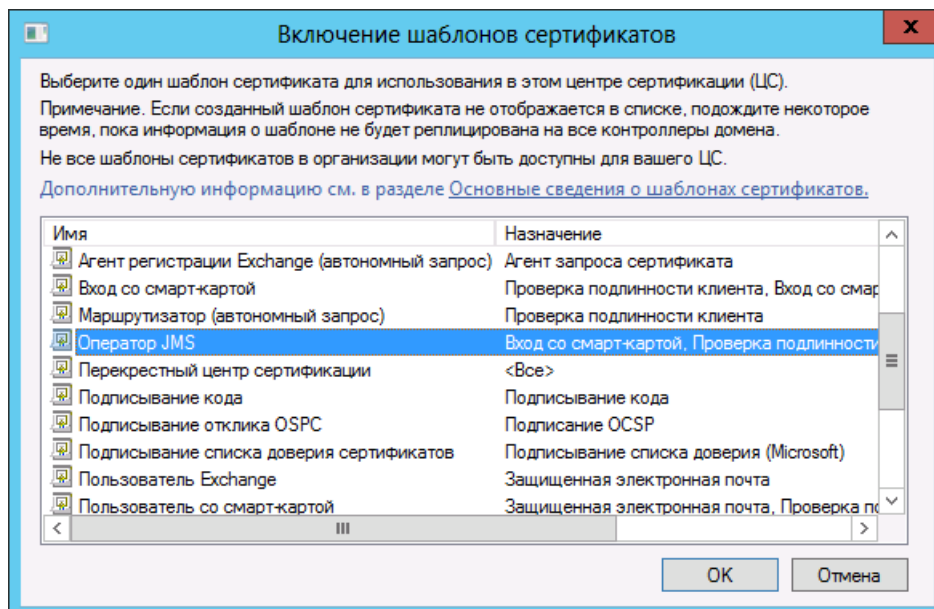 Включение шаблонов сертификатов
x
Выберите один шаблон сертификата для использования в этом центре сертификации (ЦС).
Примечание. Если созданный шаблон сертификата не отображается в списке, подождите некоторое
время, пока информация о шаблоне не будет реплицирована на все контроллеры домена.
Не все шаблоны сертификатов в организации могут быть доступны для вашего ЦС.
Дополнительную информацию см. в разделе Основные сведения о шаблонах сертификатов.
Имя Назначение
Агент регистрации Exchange (автономный запрос) Агент запроса сертификата
Вход со смарт-картой Проверка подлинности клиента, Вход со смар
Маршрутизатор (автономный запрос) Проверка подлинности клиента
Оператор JMS Вход со смарт-картой, Проверка подлинности
Перекрестный центр сертификации <Все>
Подписывание кода Подписывание кода
Подписывание отклика OSPC Подписание OCSP
Подписывание списка доверия сертификатов Подписывание списка доверия (Microsoft)
Пользователь Exchange Защищенная электронная почта
Пользователь со смарт-картой Защищенная электронная почта, Проверка по
OK Отмена